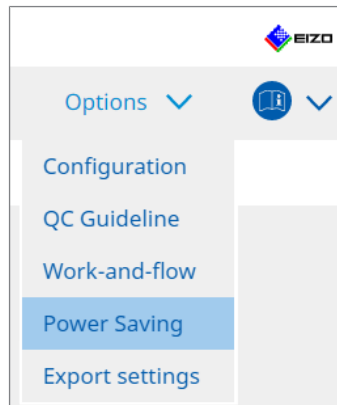 EIZO
Options
Configuration
QC Guideline
Work-and-flow
Power Saving
Export settings